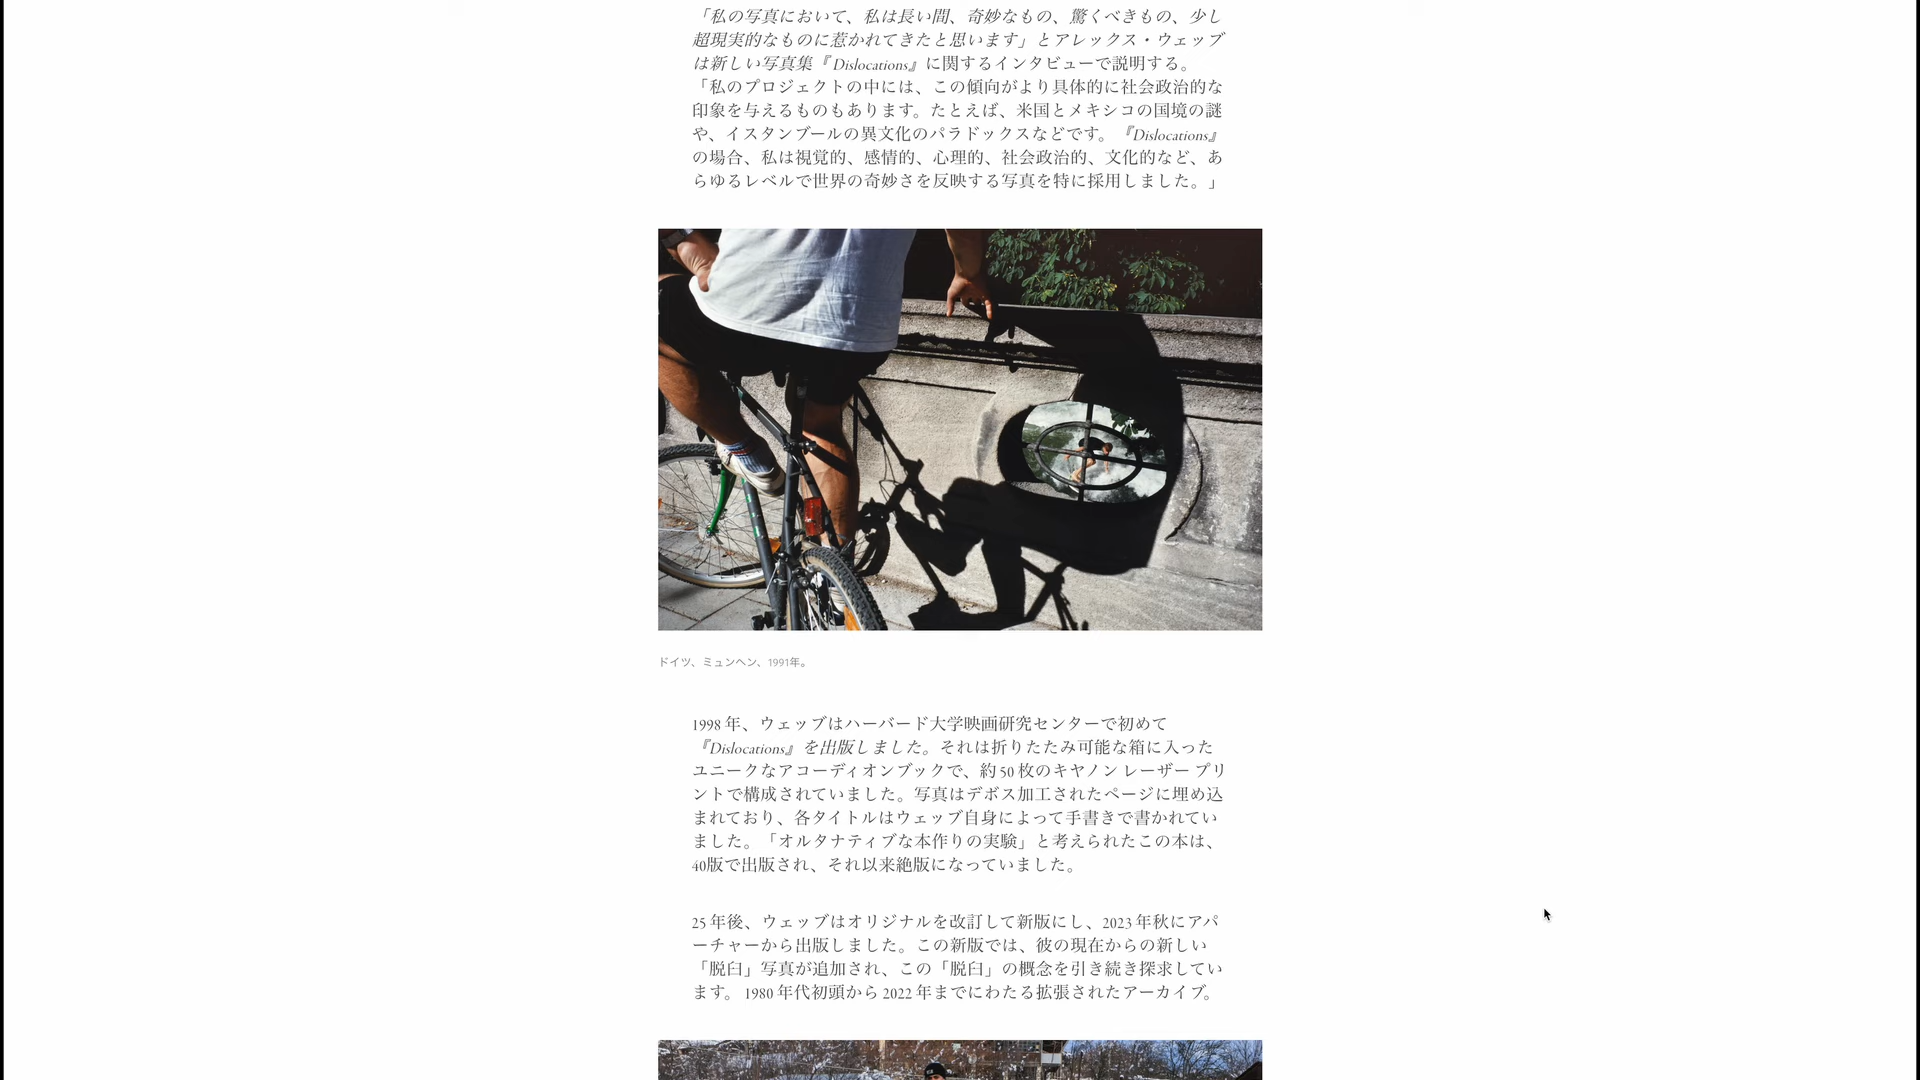 「私の写真において、私は長い間、奇妙なもの、驚くべきもの、少し
超現実的なものに惹かれてきたと思います」とアレックス・ウェッブ
は新しい写真集『Dislocations』に関するインタビューで説明する。
「私のプロジェクトの中には、この傾向がより具体的に社会政治的な
印象を与えるものもあります。たとえば、米国とメキシコの国境の謎
や、イスタンブールの異文化のパラドックスなどです。『Dislocations』
の場合、私は視覚的、感情的、心理的、社会政治的、文化的など、あ
らゆるレベルで世界の奇妙さを反映する写真を特に採用しました。」
ドイツ、ミュンヘン、1991年。
1998 年、ウェッブはハーバード大学映画研究センターで初めて
『Dislocations』を出版しました。それは折りたたみ可能な箱に入った
ユニークなアコーディオンブックで、約 50 枚のキヤノン レーザー プリ
ントで構成されていました。写真はデボス加工されたページに埋め込
まれており、各タイトルはウェッブ自身によって手書きで書かれてい
ました。「オルタナティブな本作りの実験」と考えられたこの本は、
40版で出版され、それ以来絶版になっていました。
25 年後、ウェッブはオリジナルを改訂して新版にし、2023 年秋にアパ
ーチャーから出版しました。この新版では、彼の現在からの新しい
「脱臼」写真が追加され、この「脱臼」の概念を引き続き探求してい
ます。 1980 年代初頭から 2022 年までにわたる拡張されたアーカイブ。